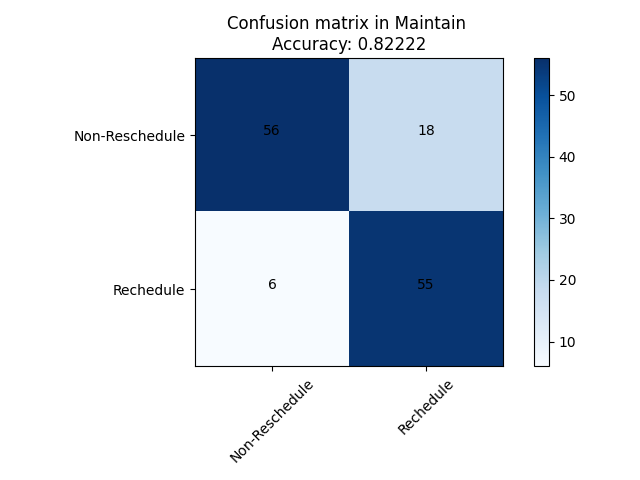 Confusion matrix in Maintain
Accuracy: 0.82222
Non-Reschedule
56
18
Rechedule
6
55
Non-Reschedule
Rechedule
50
40
30
20
10